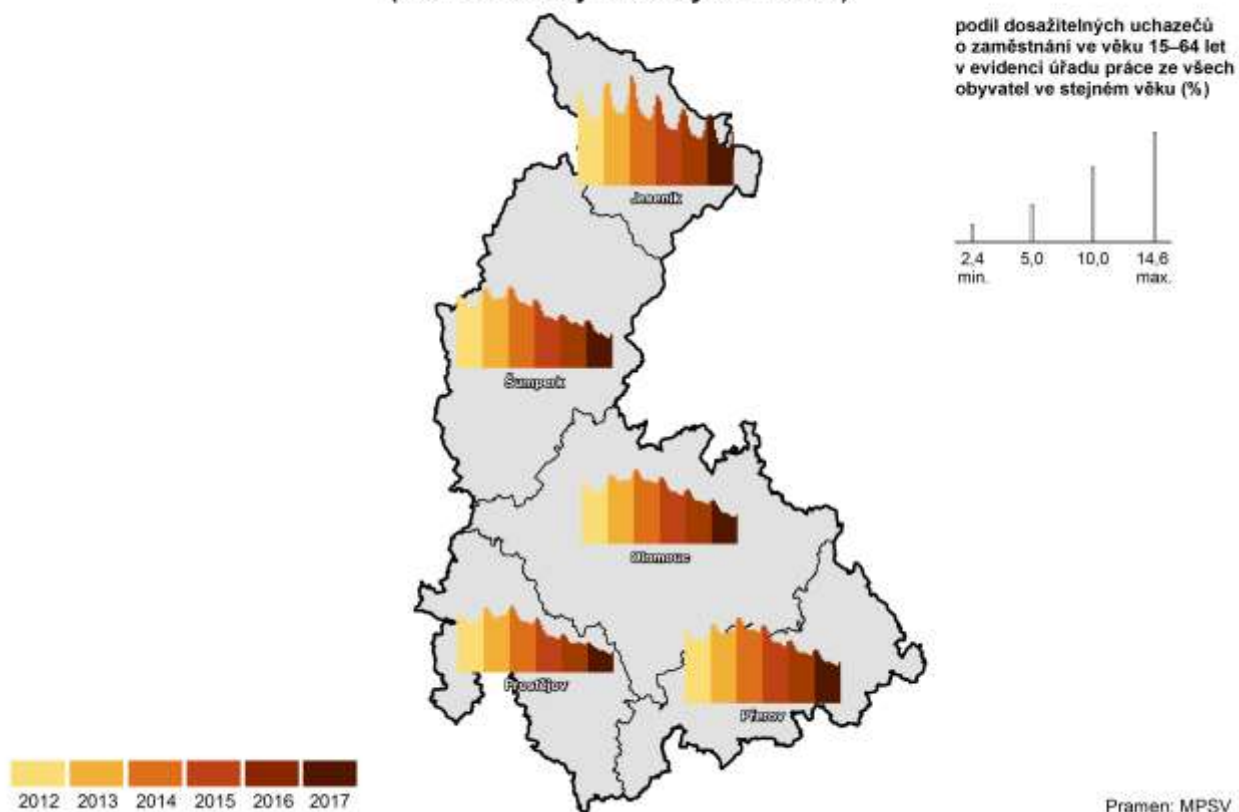 podíl dosažitelných uchazečů
o zaměstnání ve věku 15–64 let
v evidenci úřadu práce ze všech
obyvatel ve stejném věku (%)
2,4 5,0 10,0 14,6
min. max.
Jeseník
Šumperk
Olomouc
Prostějov
Přerov
2012 2013 2014 2015 2016 2017
Pramen: MPSV